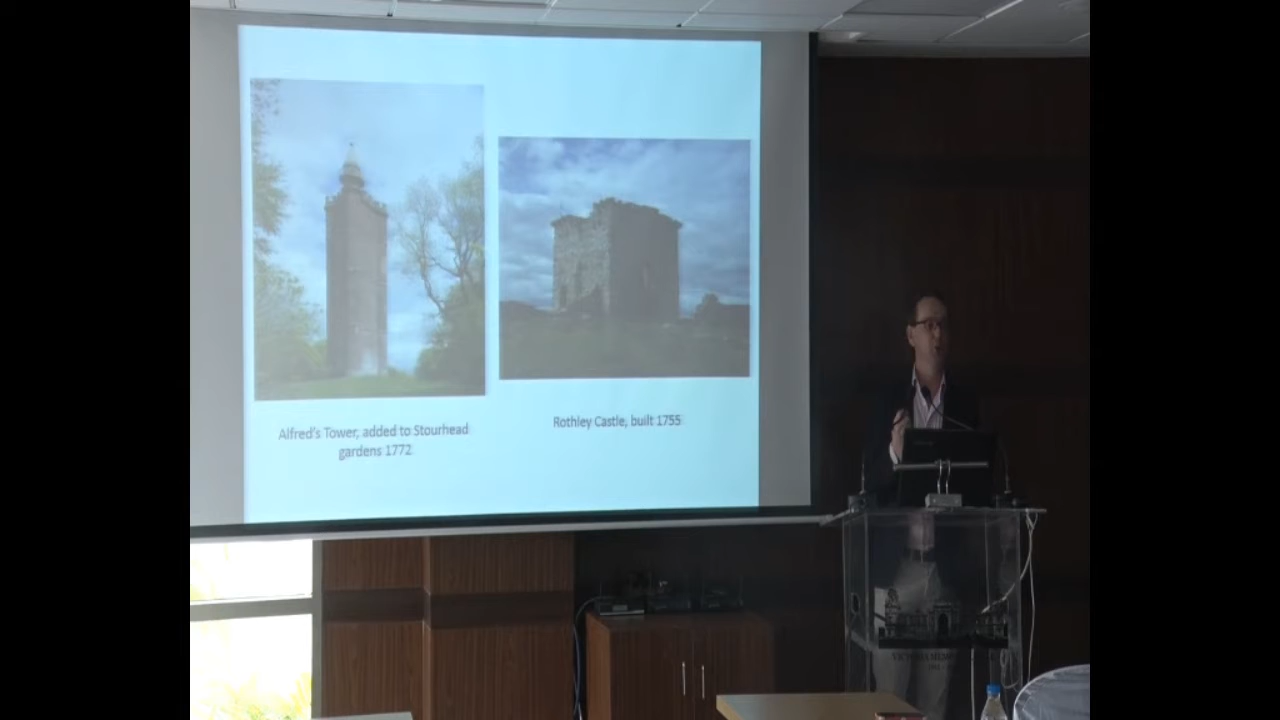 Alfred's Tower, added to Stourhead
gardens 1772
Rothley Castle, built 1755